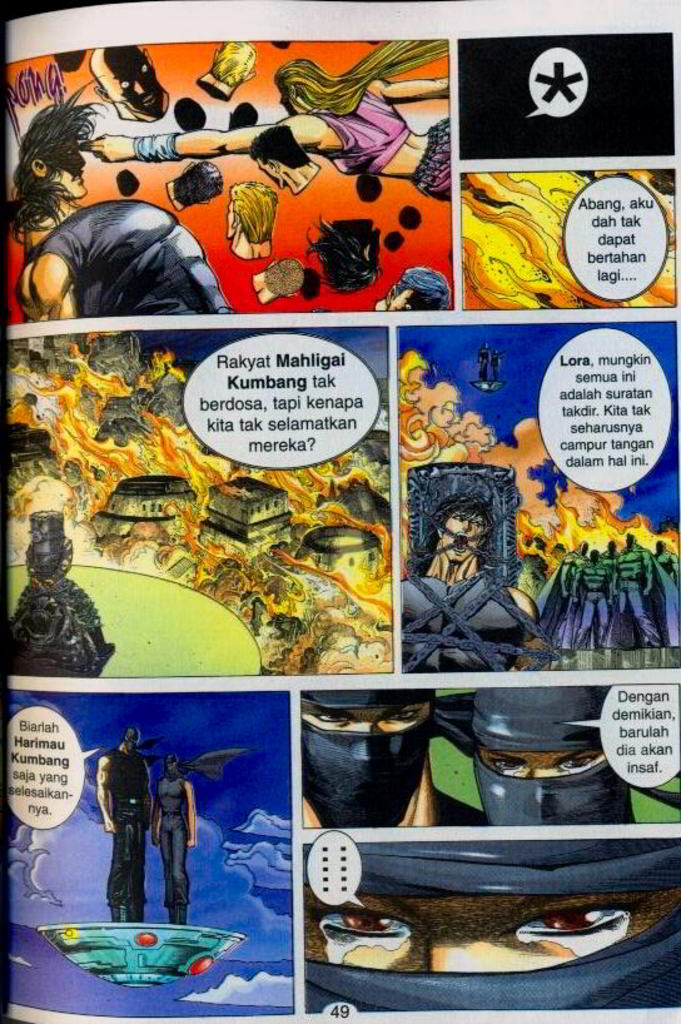 PONG!
*
Abang, aku
dah tak
dapat
bertahan
lagi....
Rakyat Mahligai
Kumbang tak
berdosa, tapi kenapa
kita tak selamatkan
mereka?
Lora, mungkin
semua ini
adalah suratan
takdir. Kita tak
seharusnya
campur tangan
dalam hal ini.
Biarlah
Harimau
Kumbang
saja yang
selesaikan-
nya.
Dengan
demikian,
barulah
dia akan
insaf.
49